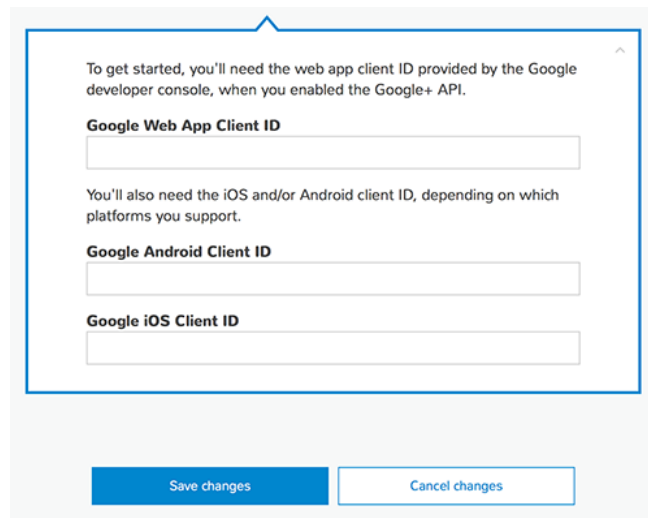 To get started, you'll need the web app client ID provided by the Google
developer console, when you enabled the Google+ API.
Google Web App Client ID
You'll also need the iOS and/or Android client ID, depending on which
platforms you support.
Google Android Client ID
Google iOS Client ID
Save changes
Cancel changes